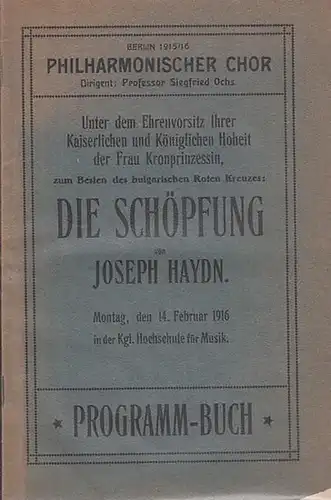 BERLIN 1915/16
PHILHARMONISCHER CHOR
Dirigent: Professor Siegfried Ochs
Unter dem Ehrenvorsitz Ihrer
Kaiserlichen und Königlichen Hoheit
der Frau Kronprinzessin,
zum Besten des bulgarischen Roten Kreuzes:
DIE SCHÖPFUNG
von
JOSEPH HAYDN.
Montag, den 14. Februar 1916
in der Kgl. Hochschule für Musik.
* PROGRAMM-BUCH *